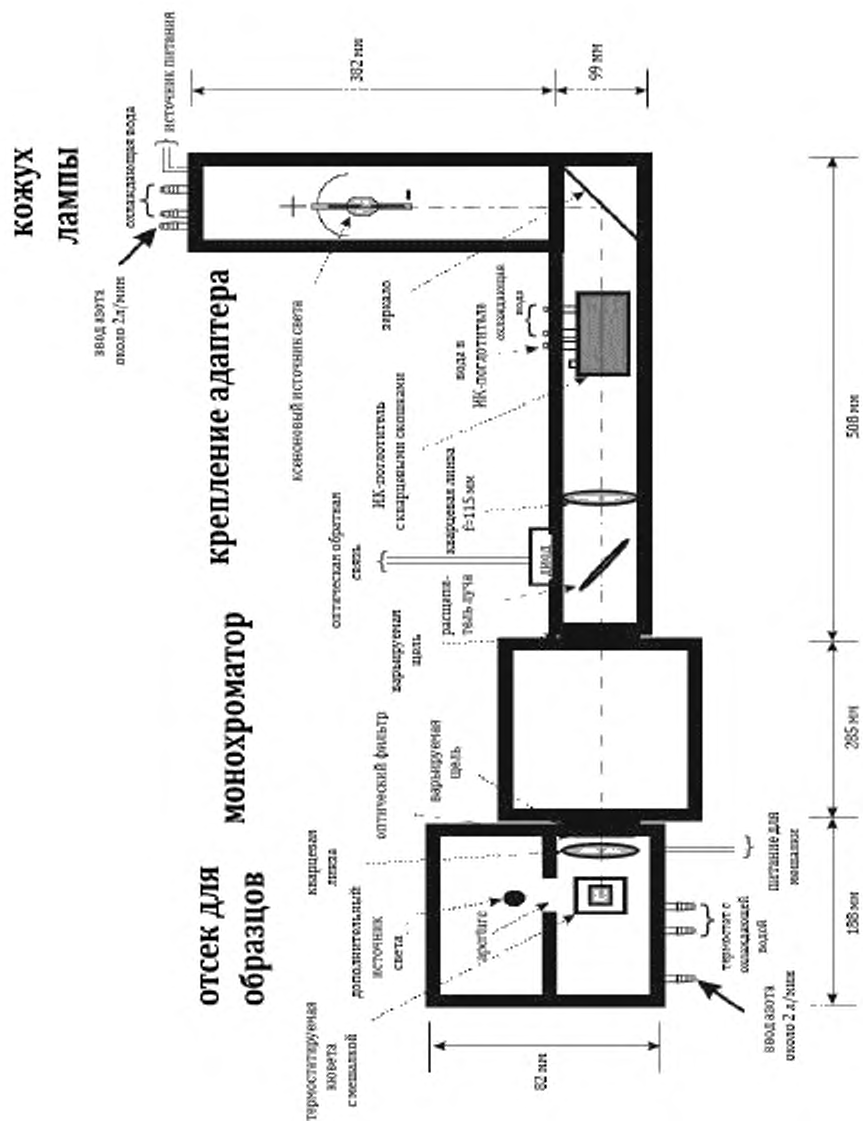 отсек для
образцов
монохроматор
крепление адаптера
кожух
лампы
термостатируемая
кювета
с мешалкой
дополнительный
источник
света
aperture
кварцевая
линза
оптический фильтр
варьируемая
щель
варьируемая
щель
оптическая обратная
связь
расщепи-
тель луча
диод
кварцевая линза
f=115 мм
ИК-поглотитель
с кварцевыми окошками
вода в
ИК-поглотителе
охлаждающая
вода
зеркало
ксеноновый источник света
+
-
ввод азота
около 2л/мин
охлаждающая вода
источник питания
382 мм
99 мм
82 мм
ввод азота
около 2 л/мин
термостат с
охлаждающей
водой
питание для
мешалки
188 мм
285 мм
508 мм